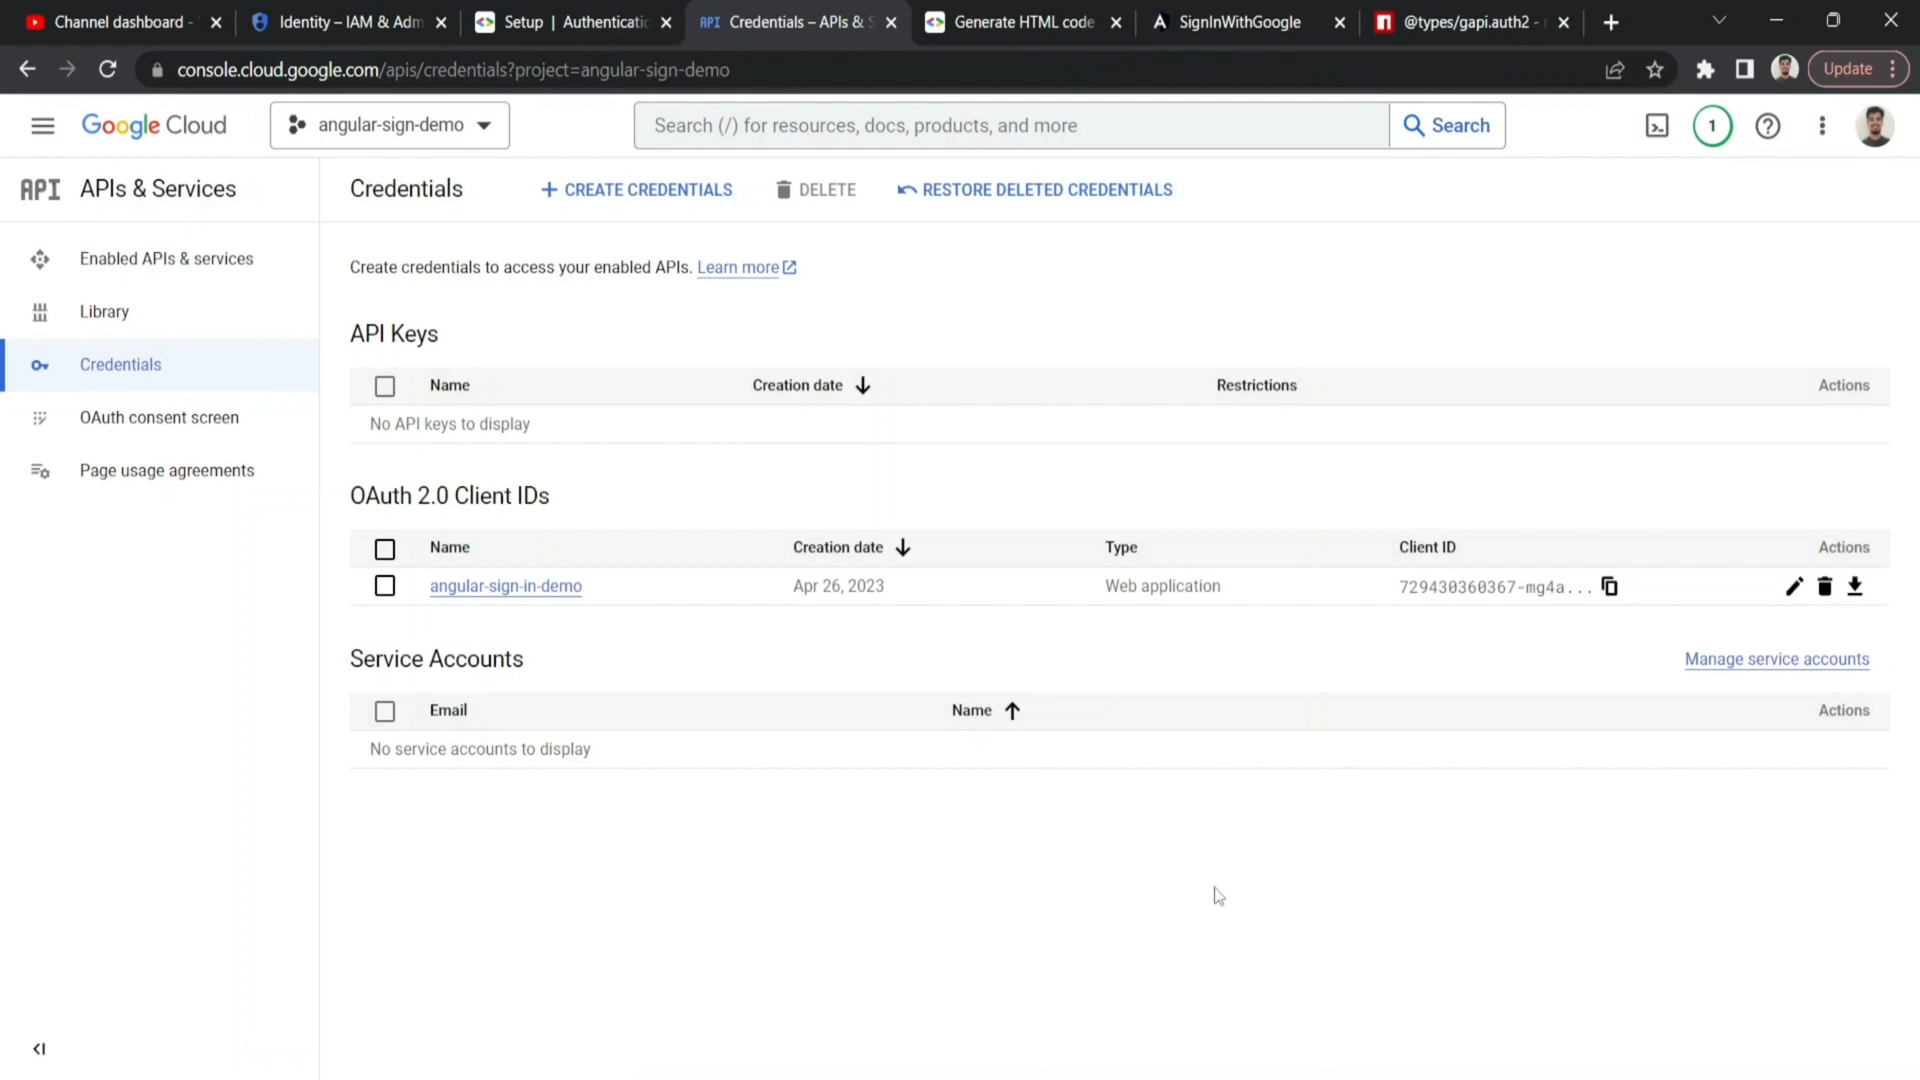 Channel dashboard -
Identity – IAM & Adm
Setup | Authenticatic
API Credentials – APIs & S
Generate HTML code
SignInWithGoogle
@types/gapi.auth2 -
console.cloud.google.com/apis/credentials?project=angular-sign-demo
Update
Google Cloud
angular-sign-demo
Search (/) for resources, docs, products, and more
Search
1
API APIs & Services
Credentials
CREATE CREDENTIALS
DELETE
RESTORE DELETED CREDENTIALS
Enabled APIs & services
Library
Credentials
OAuth consent screen
Page usage agreements
Create credentials to access your enabled APIs. Learn more
API Keys
Name Creation date Restrictions Actions
No API keys to display
OAuth 2.0 Client IDs
Name Creation date Type Client ID Actions
angular-sign-in-demo Apr 26, 2023 Web application 729430360367-mg4a...
Service Accounts
Manage service accounts
Email Name Actions
No service accounts to display